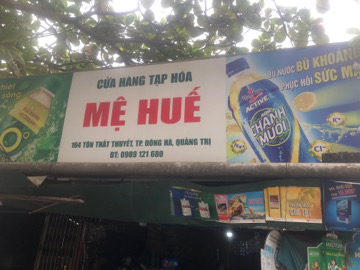 CỬA HÀNG TẠP HÓA
MỆ HUẾ
164 TÔN THẤT THUYẾT, TP. ĐÔNG HÀ, QUẢNG TRỊ
ĐT: 0989 121 680
BÙ NƯỚC BÙ KHOÁN
PHỤC HỒI SỨC M
ACTIVE
CHANH
MUỐI